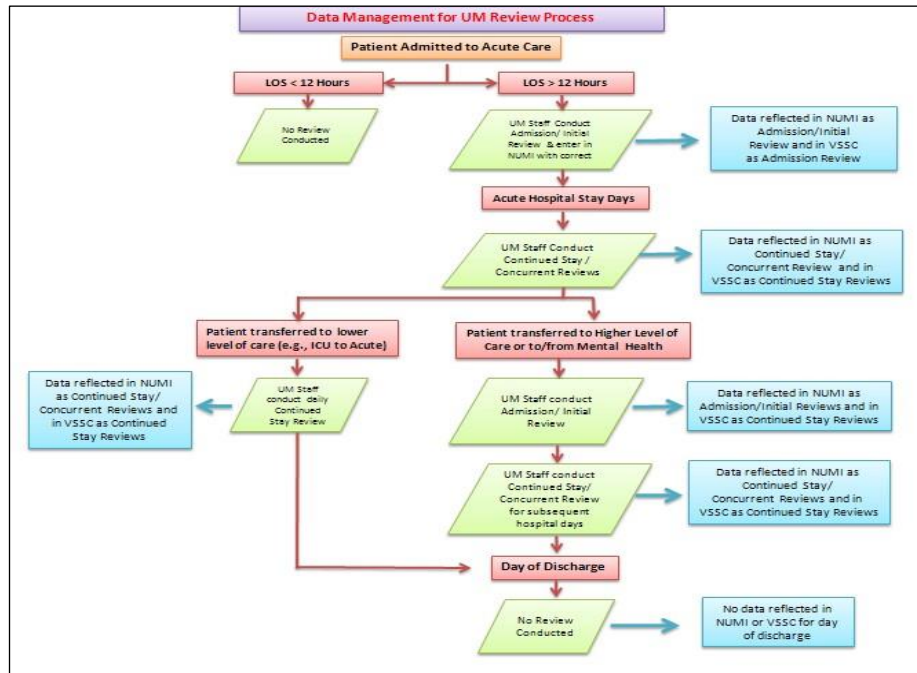 Data Management for UM Review Process
Patient Admitted to Acute Care
LOS < 12 Hours
LOS > 12 Hours
No Review
Conducted
UM Staff Conduct
Admission/ Initial
Review & enter in
NUMI with correct
Data reflected in NUMI as
Admission/Initial
Review and in VSSC
as Admission Review
Acute Hospital Stay Days
UM Staff Conduct
Continued Stay /
Concurrent Reviews
Data reflected in NUMI as
Continued Stay/
Concurrent Review and in
VSSC as Continued Stay Reviews
Patient transferred to lower
level of care (e.g., ICU to Acute)
Patient transferred to Higher Level of
Care or to/from Mental Health
Data reflected in NUMI
as Continued Stay/
Concurrent Reviews and
in VSSC as Continued
Stay Reviews
UM Staff
conduct daily
Continued
Stay Review
UM Staff conduct
Admission/ Initial
Review
Data reflected in NUMI as
Admission/Initial Reviews and in
VSSC as Continued Stay Reviews
UM Staff conduct
Continued Stay/
Concurrent Review
for subsequent
hospital days
Data reflected in NUMI as
Continued Stay/
Concurrent Reviews and in
VSSC as Continued Stay Reviews
Day of Discharge
No Review
Conducted
No data reflected in
NUMI or VSSC for day
of discharge